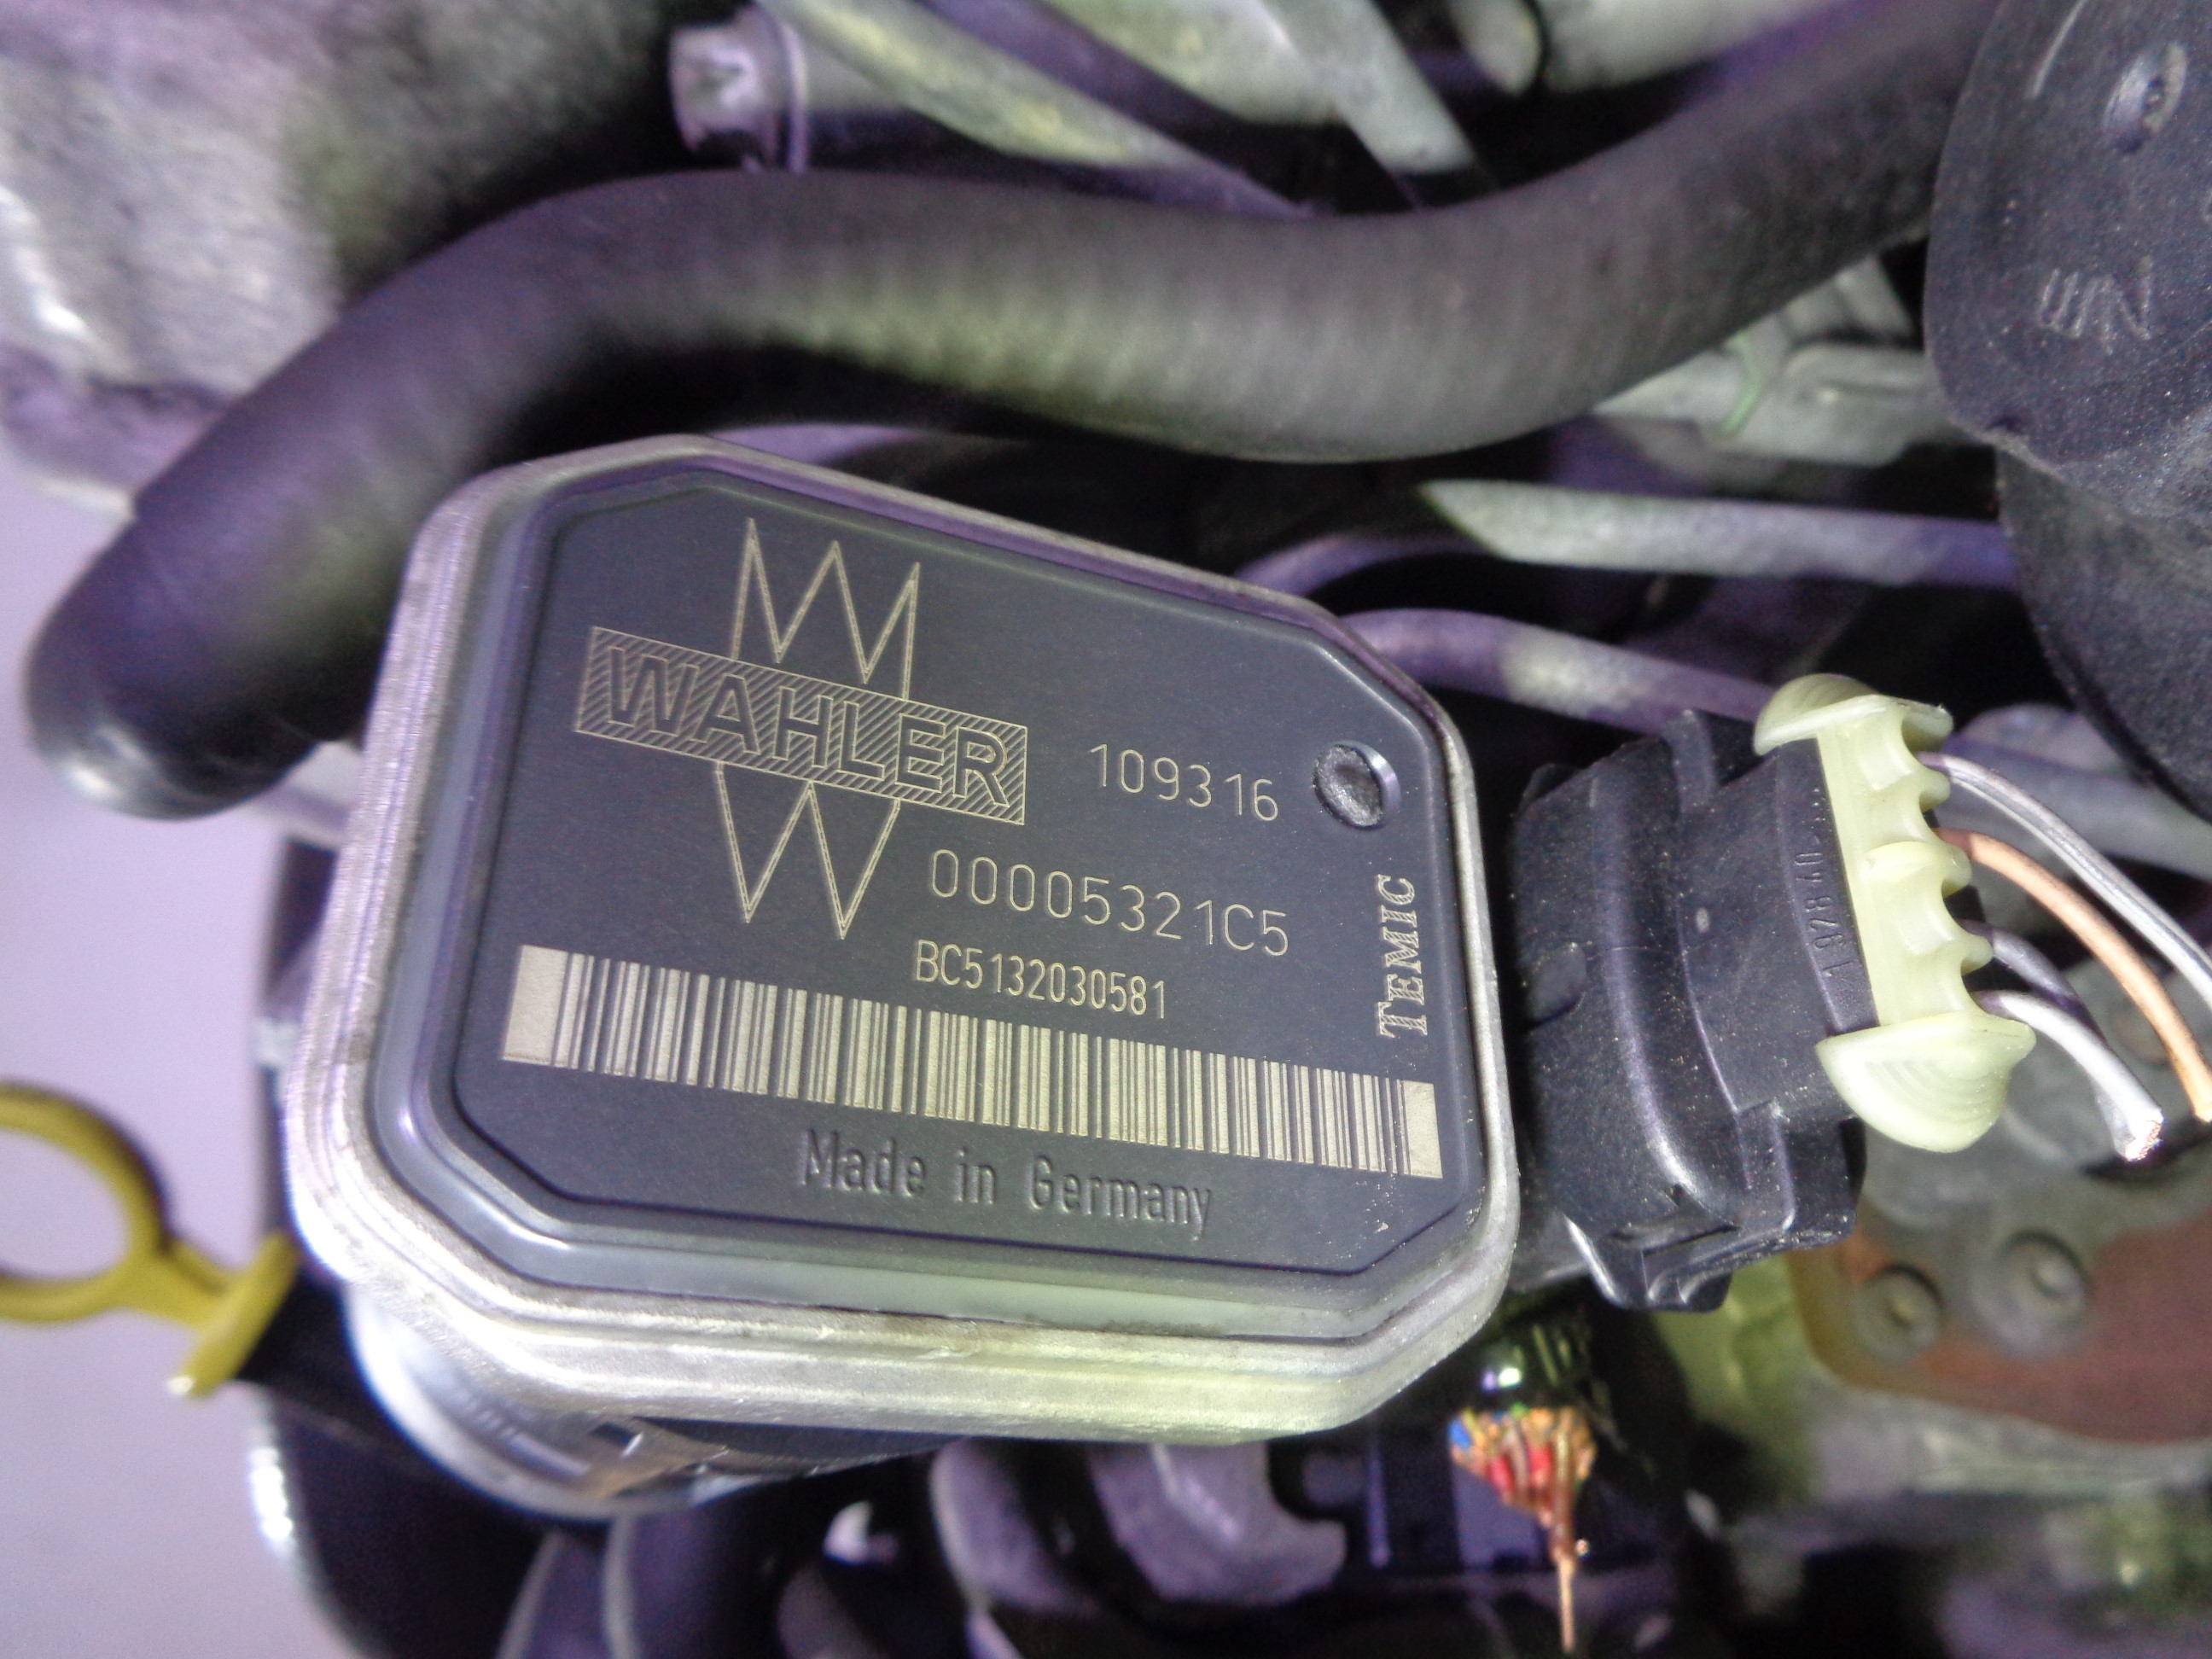 WAHLER
109316
00005321C5
BC5132030581
TEMIC
Made in Germany